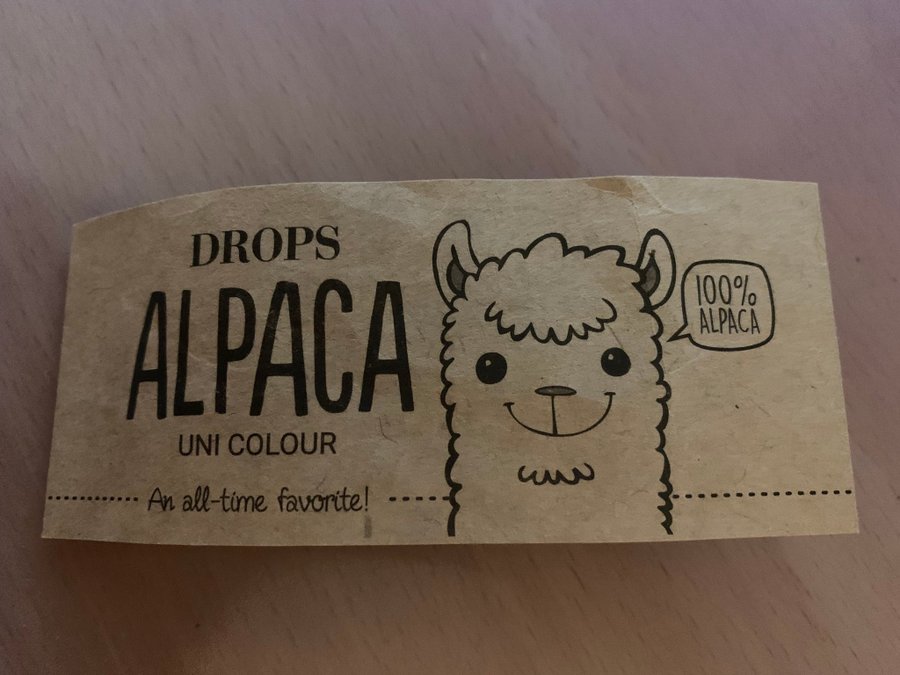 DROPS
ALPACA
UNI COLOUR
An all-time favorite!
100%
ALPACA